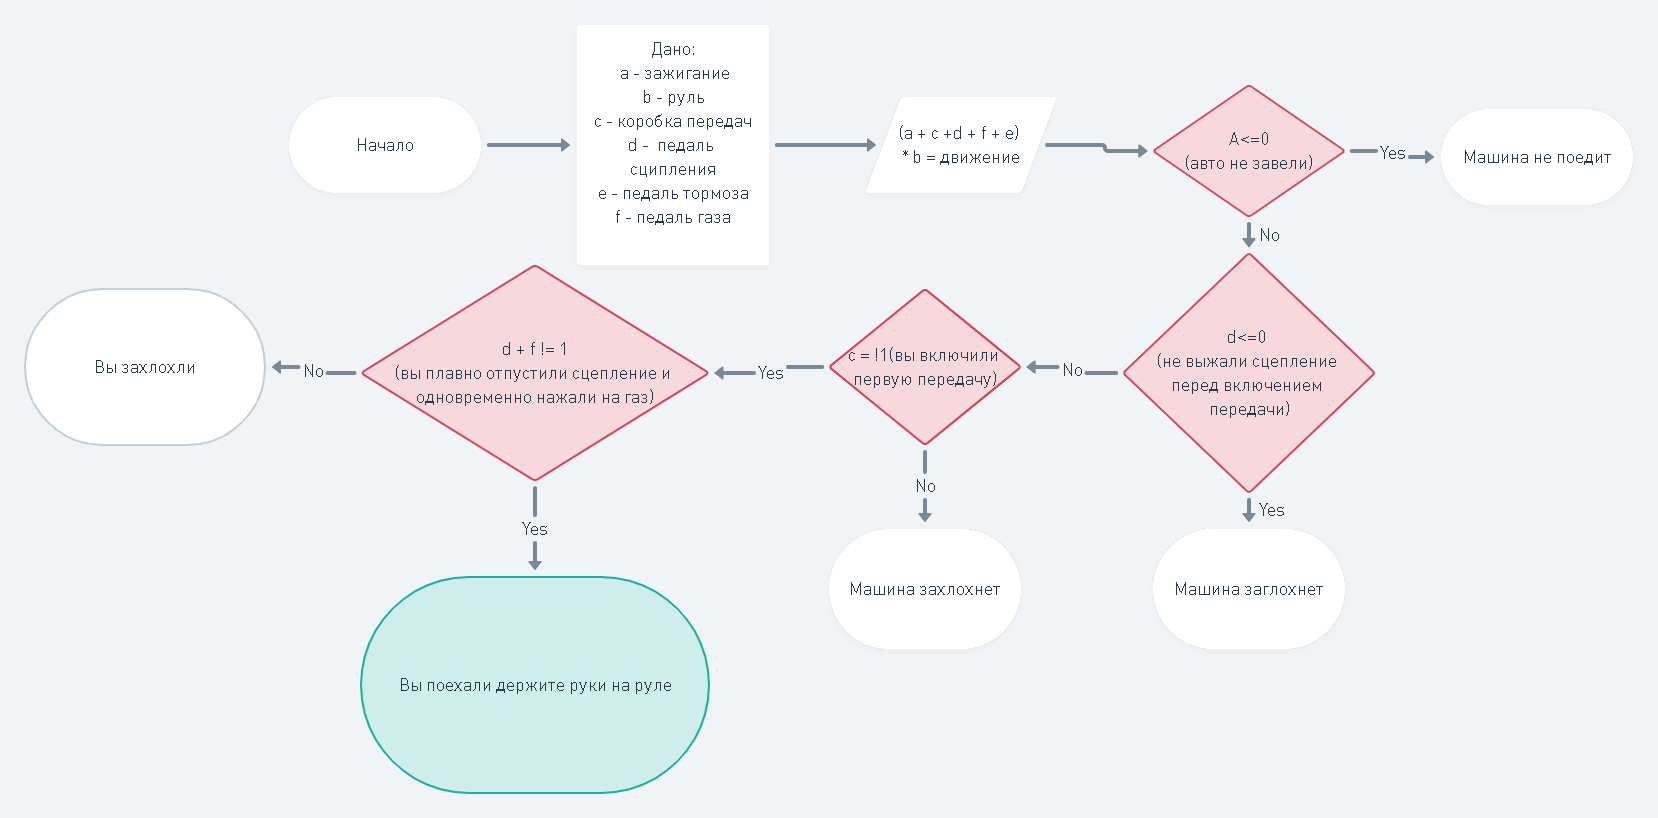 Начало
Дано:
a - зажигание
b - руль
c - коробка передач
d - педаль
сципления
e - педаль тормоза
f - педаль газа
(a + c +d + f + e)
* b = движение
A<=0
(авто не завели)
Yes
Машина не поедит
No
d<=0
(не выжали сцепление
перед включением
передачи)
Yes
Машина заглохнет
No
c = !1(вы включили
первую передачу)
No
Машина захлохнет
Yes
d + f != 1
(вы плавно отпустили сцепление и
одновременно нажали на газ)
No
Вы захлохли
Yes
Вы поехали держите руки на руле